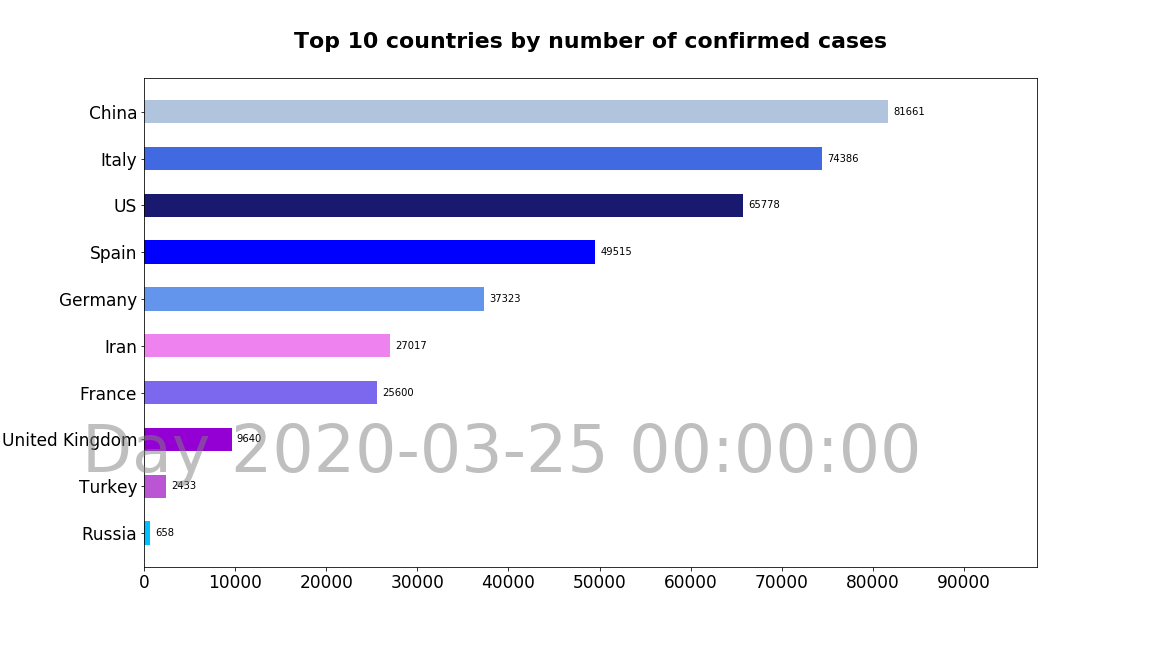 Top 10 countries by number of confirmed cases
China 81661
Italy 74386
US 65778
Spain 49515
Germany 37323
Iran 27017
France 25600
United Kingdom 9640
Day 2020-03-25 00:00:00
Turkey 2433
Russia 658
0 10000 20000 30000 40000 50000 60000 70000 80000 90000